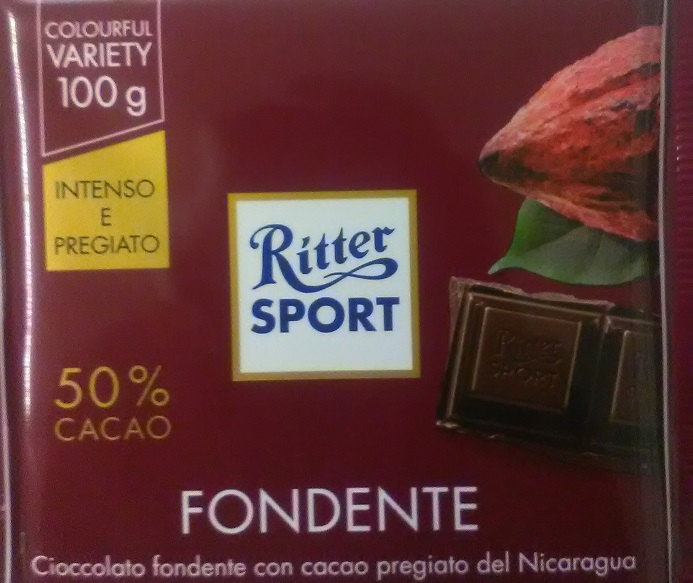 COLOURFUL
VARIETY
100 g
INTENSO
E
PREGIATO
Ritter
SPORT
50%
CACAO
Ritter
SPORT
FONDENTE
Cioccolato fondente con cacao pregiato del Nicaragua